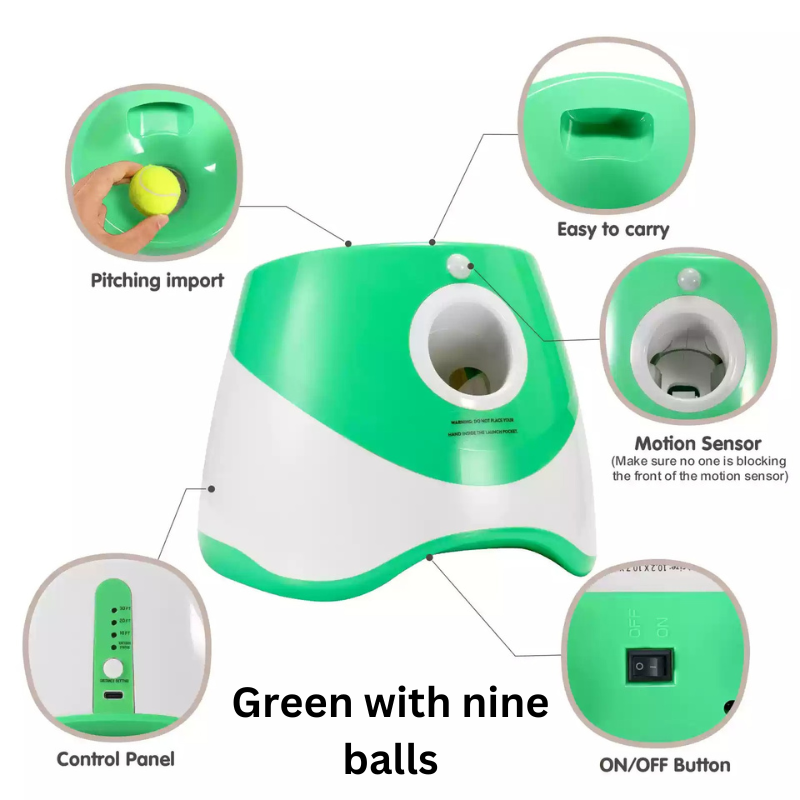 Easy to carry
Pitching import
Motion Sensor
(Make sure no one is blocking
the front of the motion sensor)
WARNING: DO NOT PLACE YOUR
HAND INSIDE THE LAUNCH POCKET.
OFF
ON
Control Panel
ON/OFF Button
Green with nine
balls